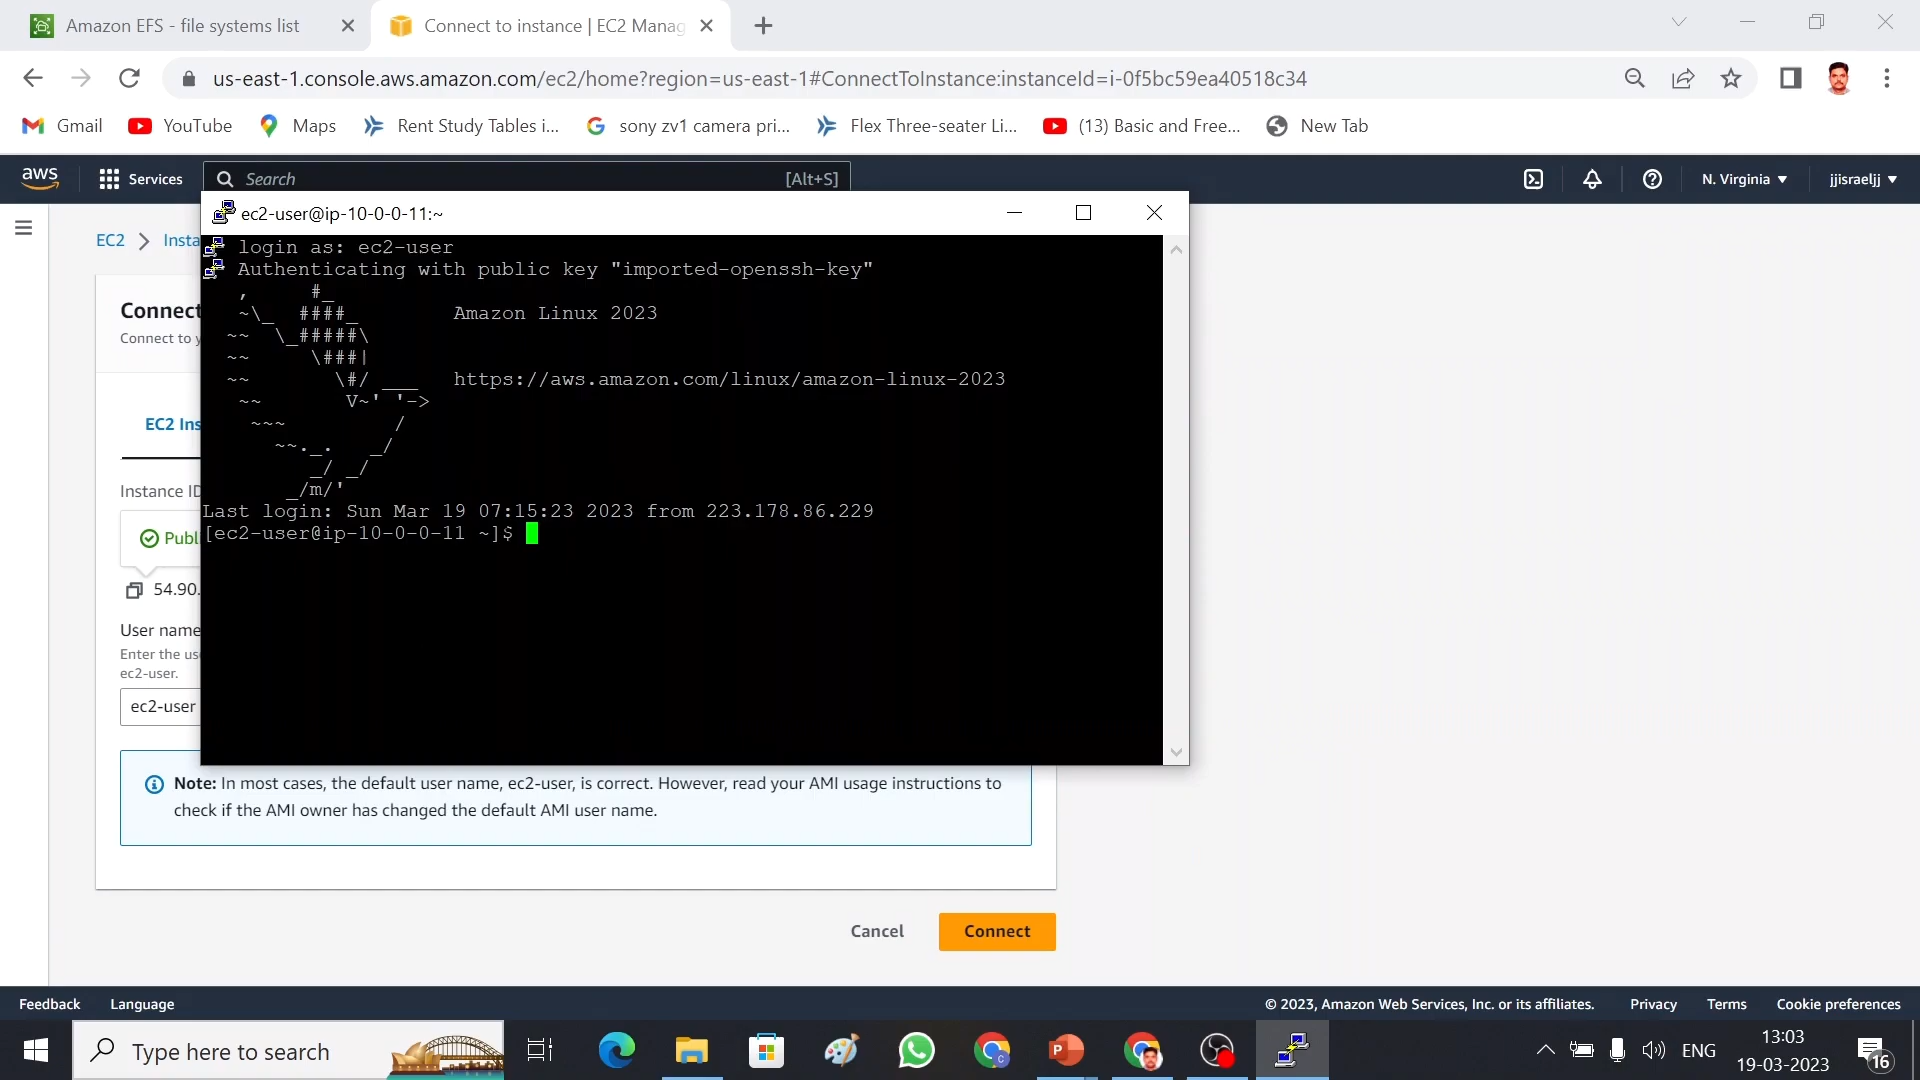 Amazon EFS - file systems list
Connect to instance | EC2 Manag
us-east-1.console.aws.amazon.com/ec2/home?region=us-east-1#ConnectToInstance:instanceId=i-0f5bc59ea40518c34
Gmail YouTube Maps Rent Study Tables i... sony zv1 camera pri... Flex Three-seater Li... (13) Basic and Free... New Tab
aws Services Search [Alt+S] N. Virginia jjisraeljj
EC2 Insta
ec2-user@ip-10-0-0-11:~
login as: ec2-user
Authenticating with public key "imported-openssh-key"
   ,     #_
   ~\_  ####_        Amazon Linux 2023
  ~~  \_#####\
  ~~     \###|
  ~~       \#/ ___   https://aws.amazon.com/linux/amazon-linux-2023
   ~~       V~' '->
    ~~~         /
      ~~._.   _/
         _/ _/
       _/m/'
Last login: Sun Mar 19 07:15:23 2023 from 223.178.86.229
[ec2-user@ip-10-0-0-11 ~]$
Connect
Connect to y
EC2 Ins
Instance ID
Publ
54.90.
User name
Enter the us
ec2-user.
ec2-user
Note: In most cases, the default user name, ec2-user, is correct. However, read your AMI usage instructions to
check if the AMI owner has changed the default AMI user name.
Cancel Connect
Feedback Language © 2023, Amazon Web Services, Inc. or its affiliates. Privacy Terms Cookie preferences
Type here to search
ENG
13:03
19-03-2023
16